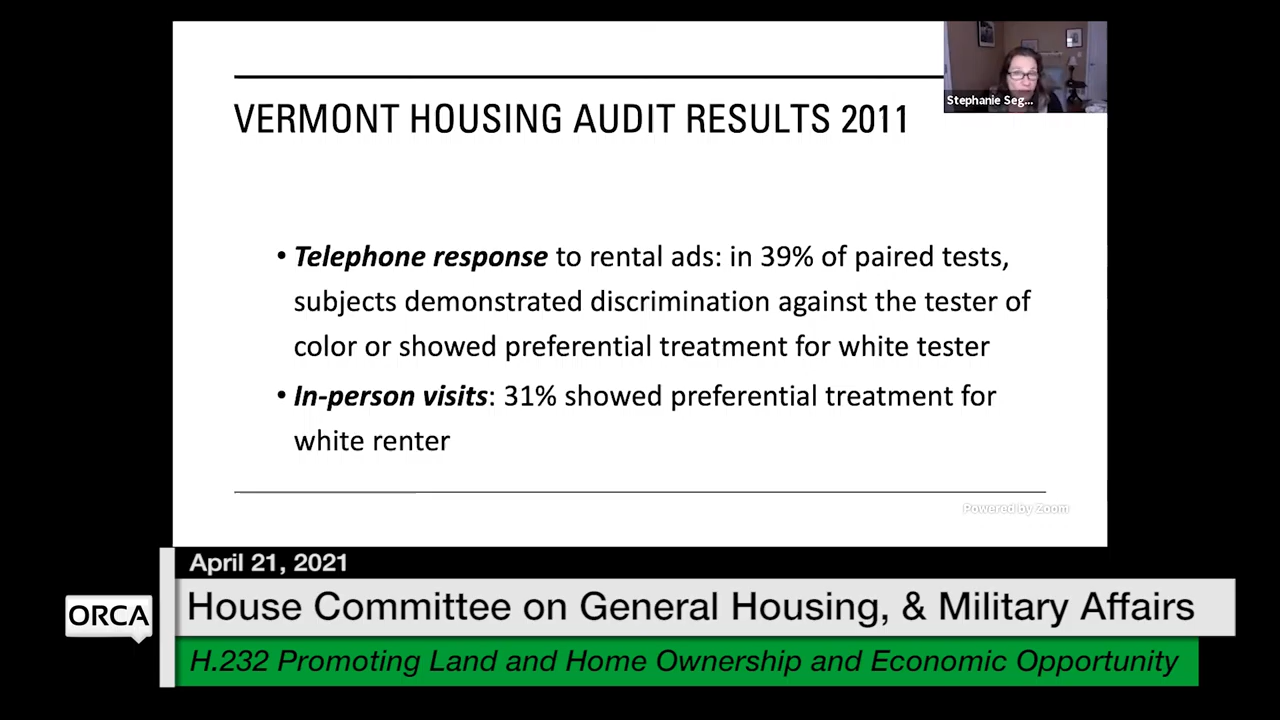 VERMONT HOUSING AUDIT RESULTS 2011
Stephanie Seg...
• Telephone response to rental ads: in 39% of paired tests,
subjects demonstrated discrimination against the tester of
color or showed preferential treatment for white tester
• In-person visits: 31% showed preferential treatment for
white renter
Powered by Zoom
April 21, 2021
ORCA
House Committee on General Housing, & Military Affairs
H.232 Promoting Land and Home Ownership and Economic Opportunity